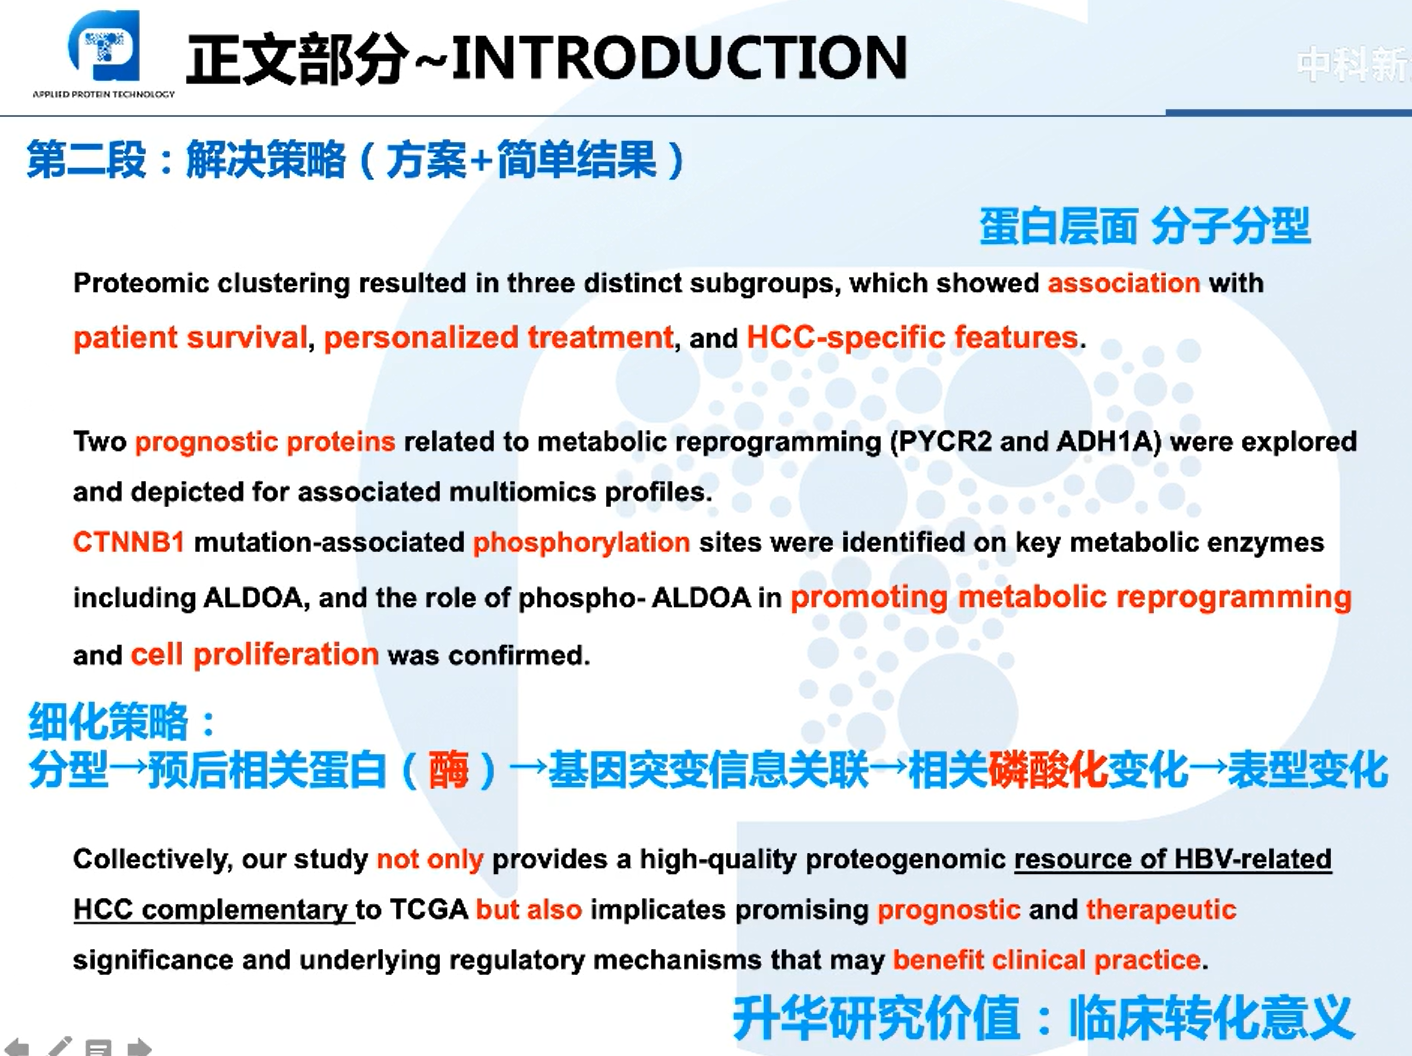 APPLIED PROTEIN TECHNOLOGY
正文部分~INTRODUCTION
中科新
第二段：解决策略（方案+简单结果）
蛋白层面 分子分型
Proteomic clustering resulted in three distinct subgroups, which showed association with
patient survival, personalized treatment, and HCC-specific features.
Two prognostic proteins related to metabolic reprogramming (PYCR2 and ADH1A) were explored
and depicted for associated multiomics profiles.
CTNNB1 mutation-associated phosphorylation sites were identified on key metabolic enzymes
including ALDOA, and the role of phospho- ALDOA in promoting metabolic reprogramming
and cell proliferation was confirmed.
细化策略：
分型→预后相关蛋白（酶）→基因突变信息关联→相关磷酸化变化→表型变化
Collectively, our study not only provides a high-quality proteogenomic resource of HBV-related
HCC complementary to TCGA but also implicates promising prognostic and therapeutic
significance and underlying regulatory mechanisms that may benefit clinical practice.
升华研究价值：临床转化意义